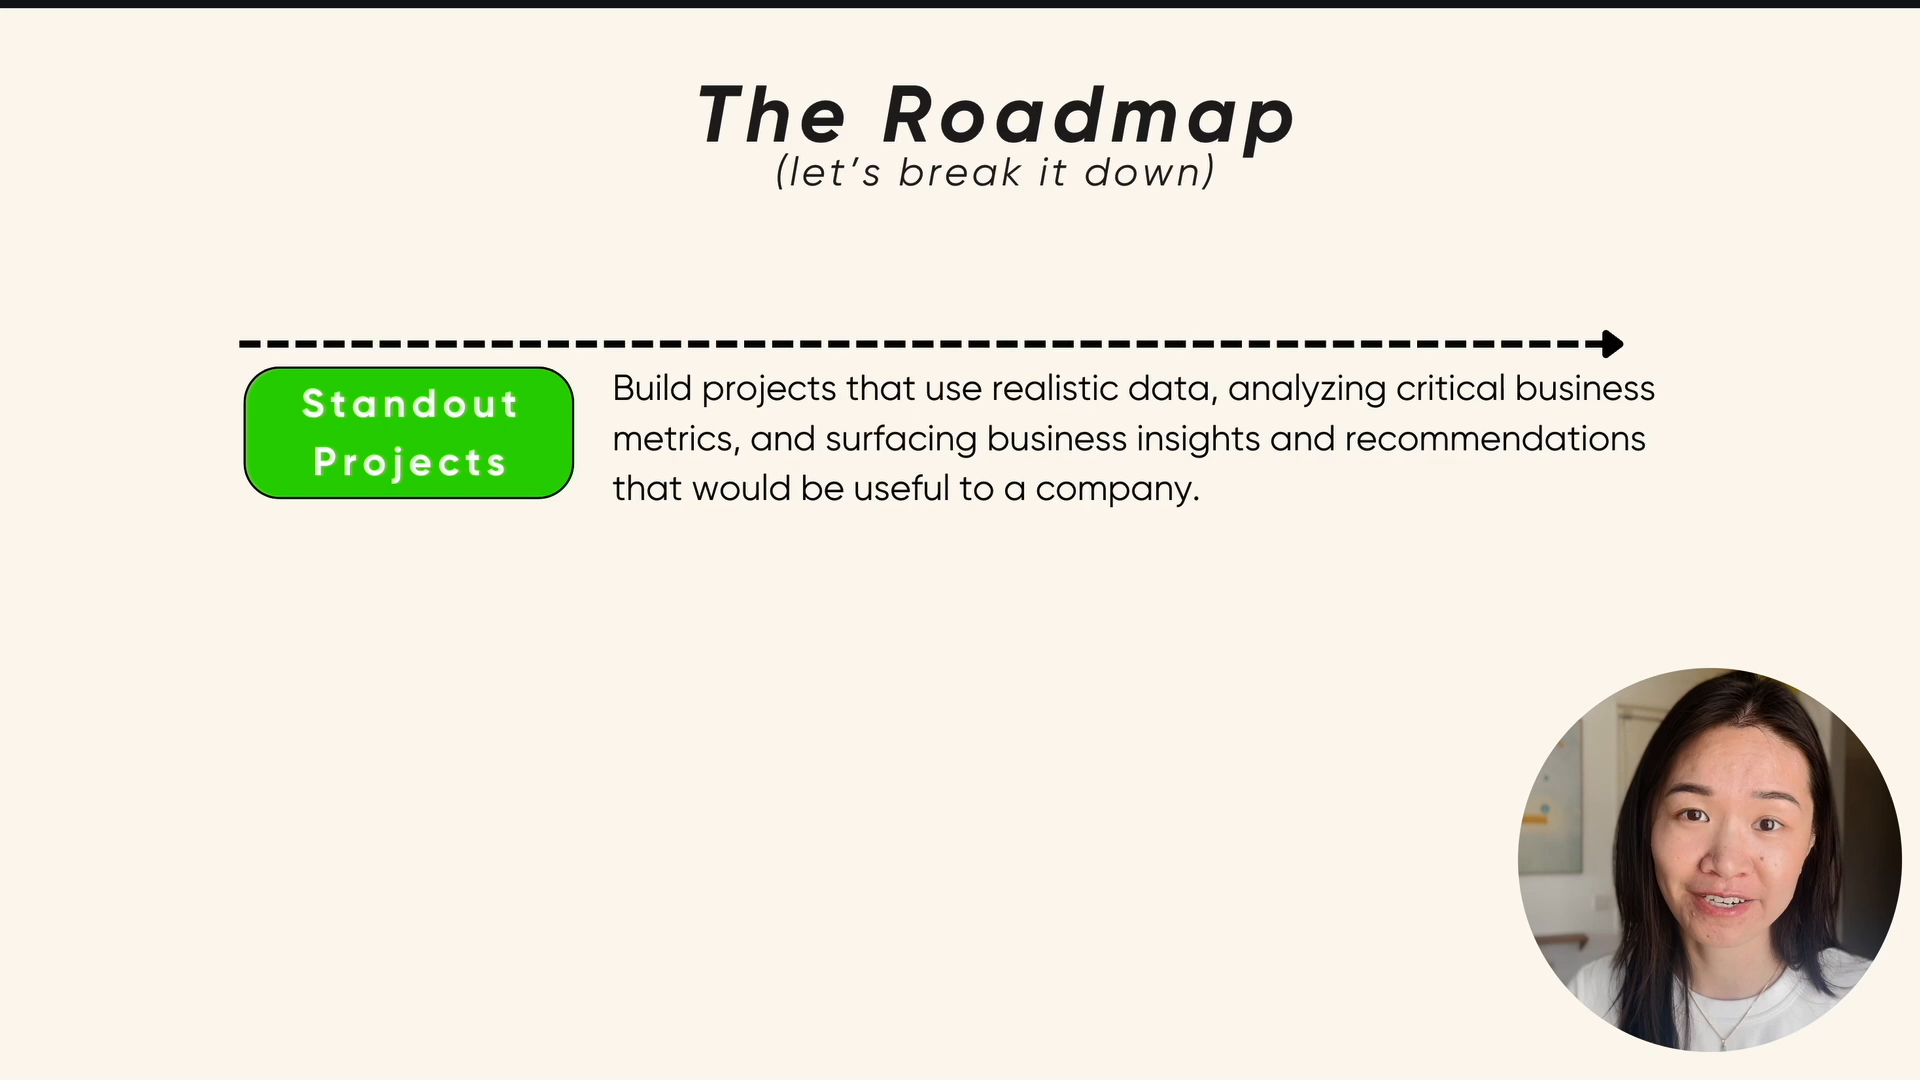 The Roadmap
(let’s break it down)
Standout
Projects
Build projects that use realistic data, analyzing critical business
metrics, and surfacing business insights and recommendations
that would be useful to a company.